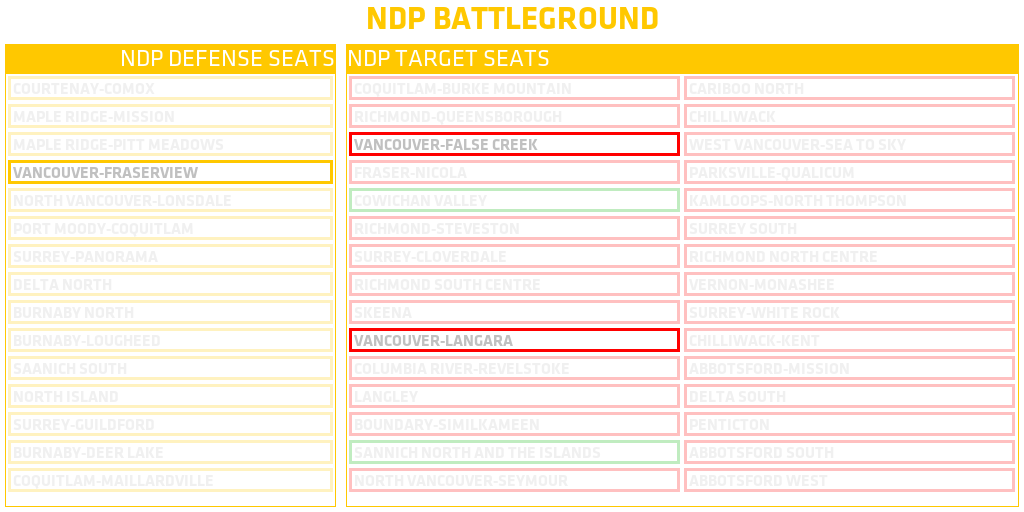 NDP BATTLEGROUND
NDP DEFENSE SEATS
COURTENAY-COMOX
MAPLE RIDGE-MISSION
MAPLE RIDGE-PITT MEADOWS
VANCOUVER-FRASERVIEW
NORTH VANCOUVER-LONSDALE
PORT MOODY-COQUITLAM
SURREY-PANORAMA
DELTA NORTH
BURNABY NORTH
BURNABY-LOUGHEED
SAANICH SOUTH
NORTH ISLAND
SURREY-GUILDFORD
BURNABY-DEER LAKE
COQUITLAM-MAILLARDVILLE
NDP TARGET SEATS
COQUITLAM-BURKE MOUNTAIN
RICHMOND-QUEENSBOROUGH
VANCOUVER-FALSE CREEK
FRASER-NICOLA
COWICHAN VALLEY
RICHMOND-STEVESTON
SURREY-CLOVERDALE
RICHMOND SOUTH CENTRE
SKEENA
VANCOUVER-LANGARA
COLUMBIA RIVER-REVELSTOKE
LANGLEY
BOUNDARY-SIMILKAMEEN
SANNICH NORTH AND THE ISLANDS
NORTH VANCOUVER-SEYMOUR
CARIBOO NORTH
CHILLIWACK
WEST VANCOUVER-SEA TO SKY
PARKSVILLE-QUALICUM
KAMLOOPS-NORTH THOMPSON
SURREY SOUTH
RICHMOND NORTH CENTRE
VERNON-MONASHEE
SURREY-WHITE ROCK
CHILLIWACK-KENT
ABBOTSFORD-MISSION
DELTA SOUTH
PENTICTON
ABBOTSFORD SOUTH
ABBOTSFORD WEST